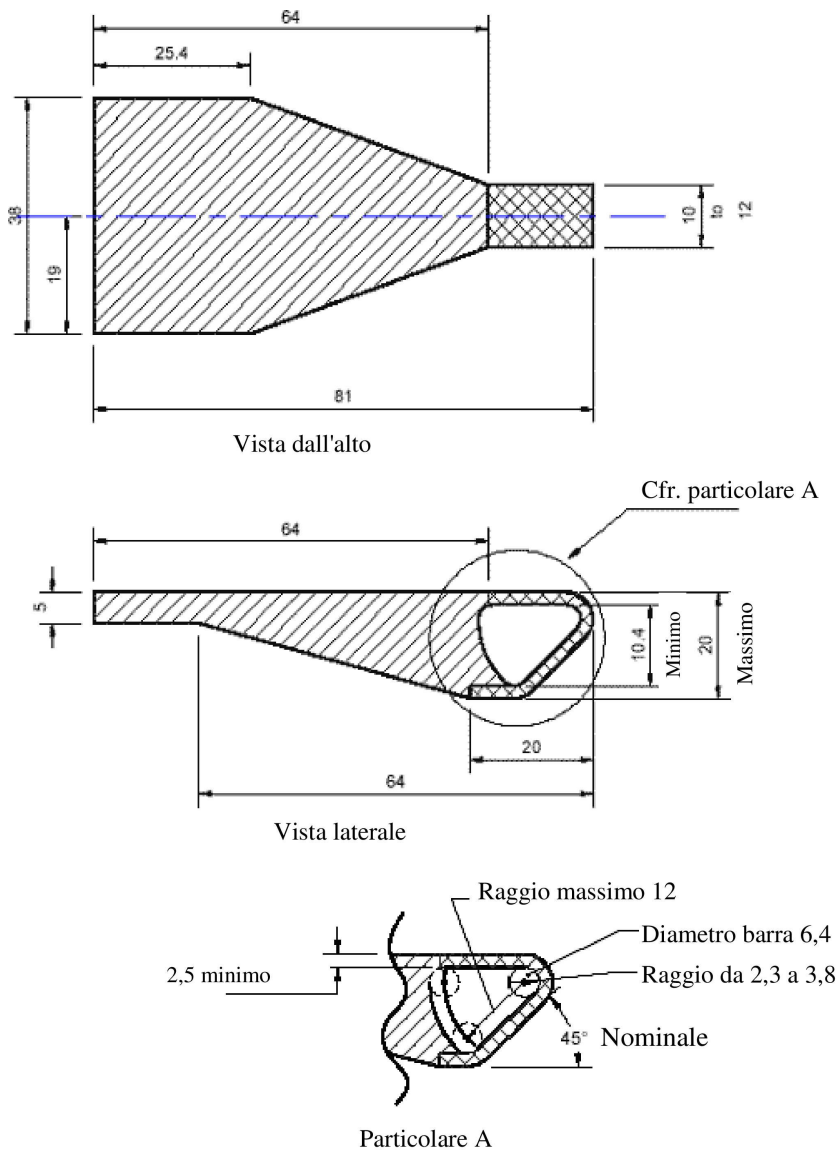 64
25,4
38
19
10
to
12
81
Vista dall'alto
Cfr. particolare A
64
5
10.4
Minimo
20
Massimo
20
64
Vista laterale
Raggio massimo 12
Diametro barra 6,4
2,5 minimo
Raggio da 2,3 a 3,8
45° Nominale
Particolare A